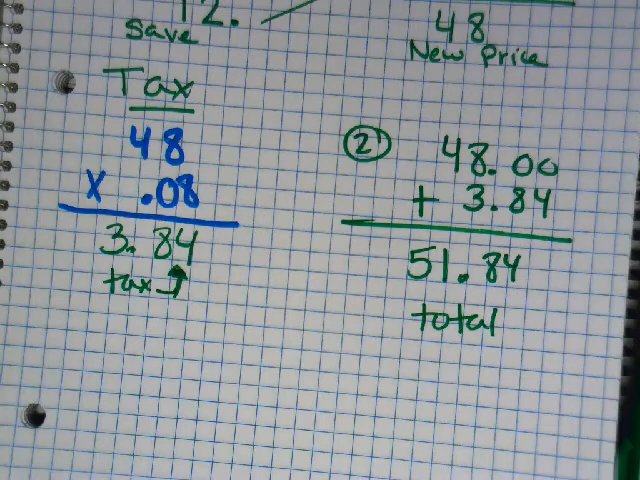 12.
save
48
New Price
Tax
48
x .08
3.84
tax
2
48.00
+ 3.84
51.84
total